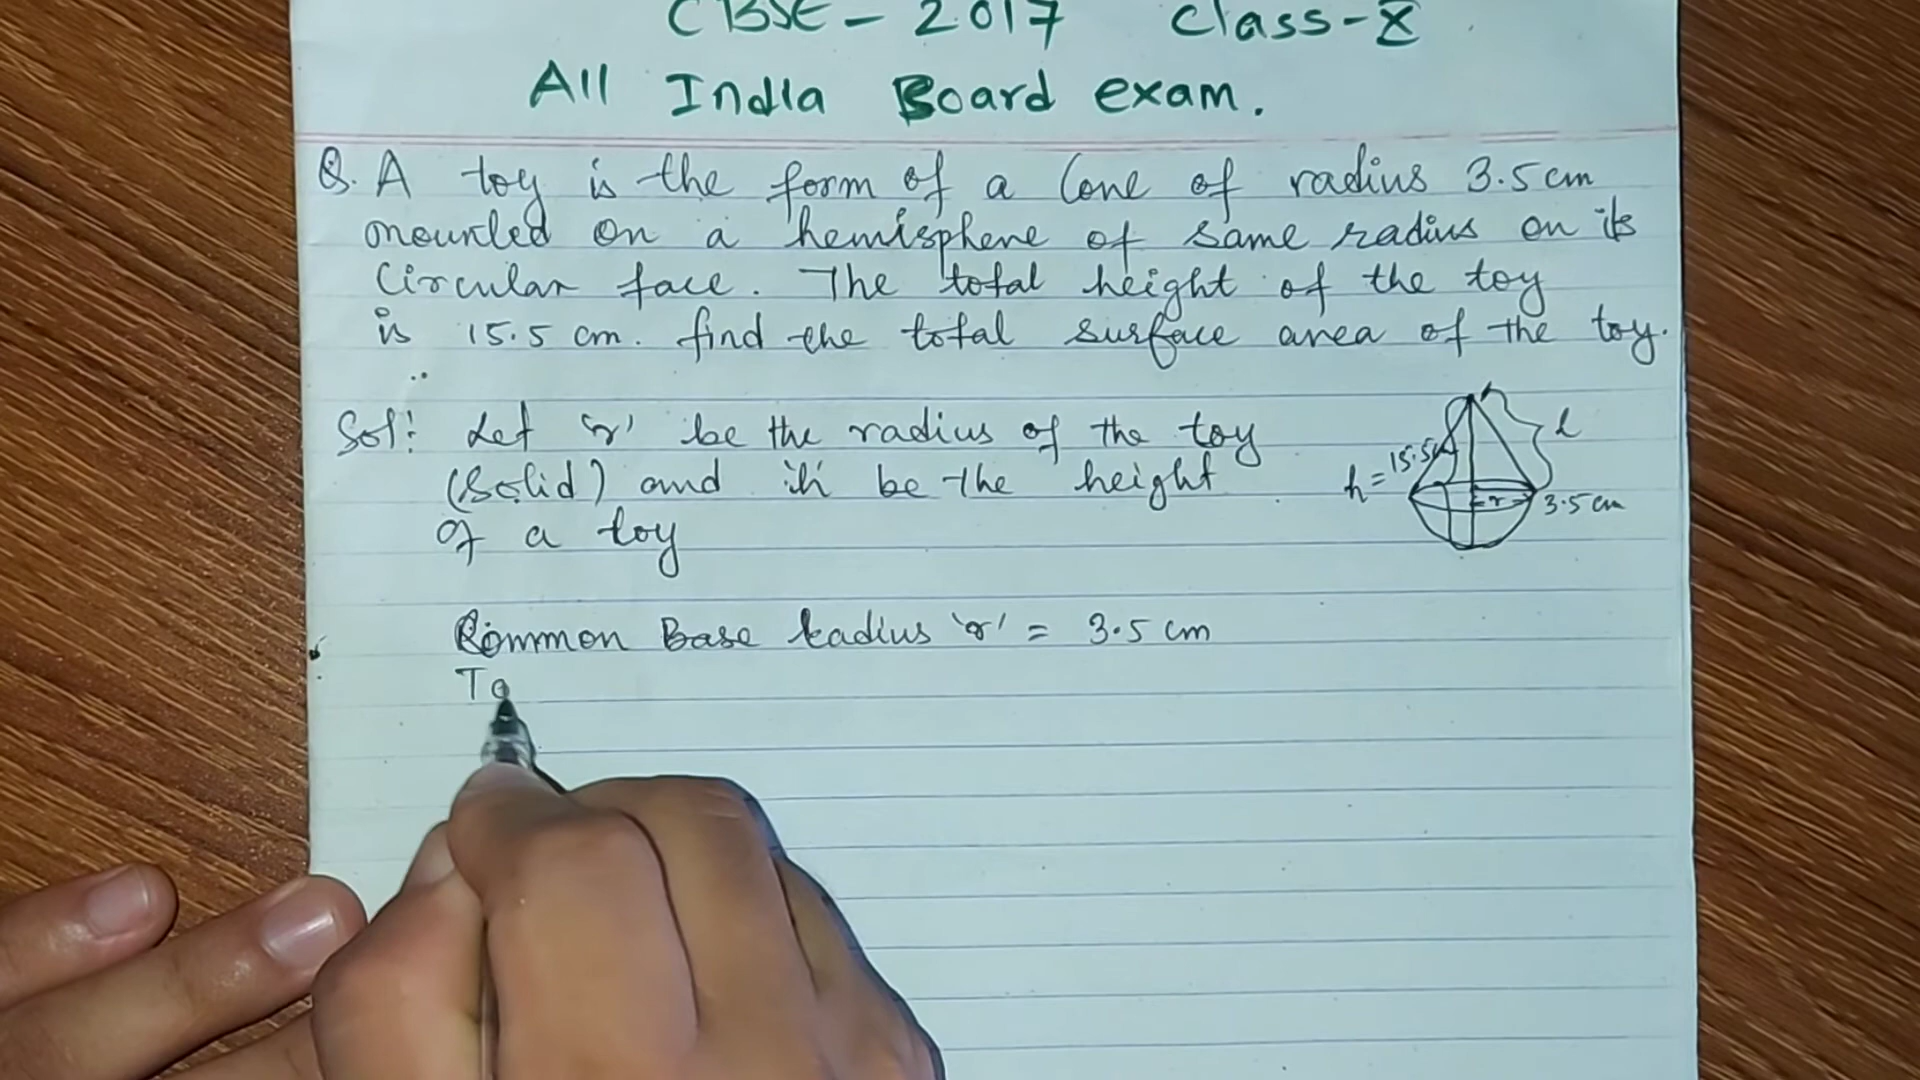 CBSE - 2017 Class-X
All India Board exam.
Q. A toy is the form of a Cone of radius 3.5 cm
mounted on a hemisphere of same radius on its
Circular face. The total height of the toy
is 15.5 cm. find the total surface area of the toy.
Sol: Let 'r' be the radius of the toy
(Solid) and 'h' be the height
of a toy
h = 15.5
l
r
3.5 cm
Common Base radius 'r' = 3.5 cm
To